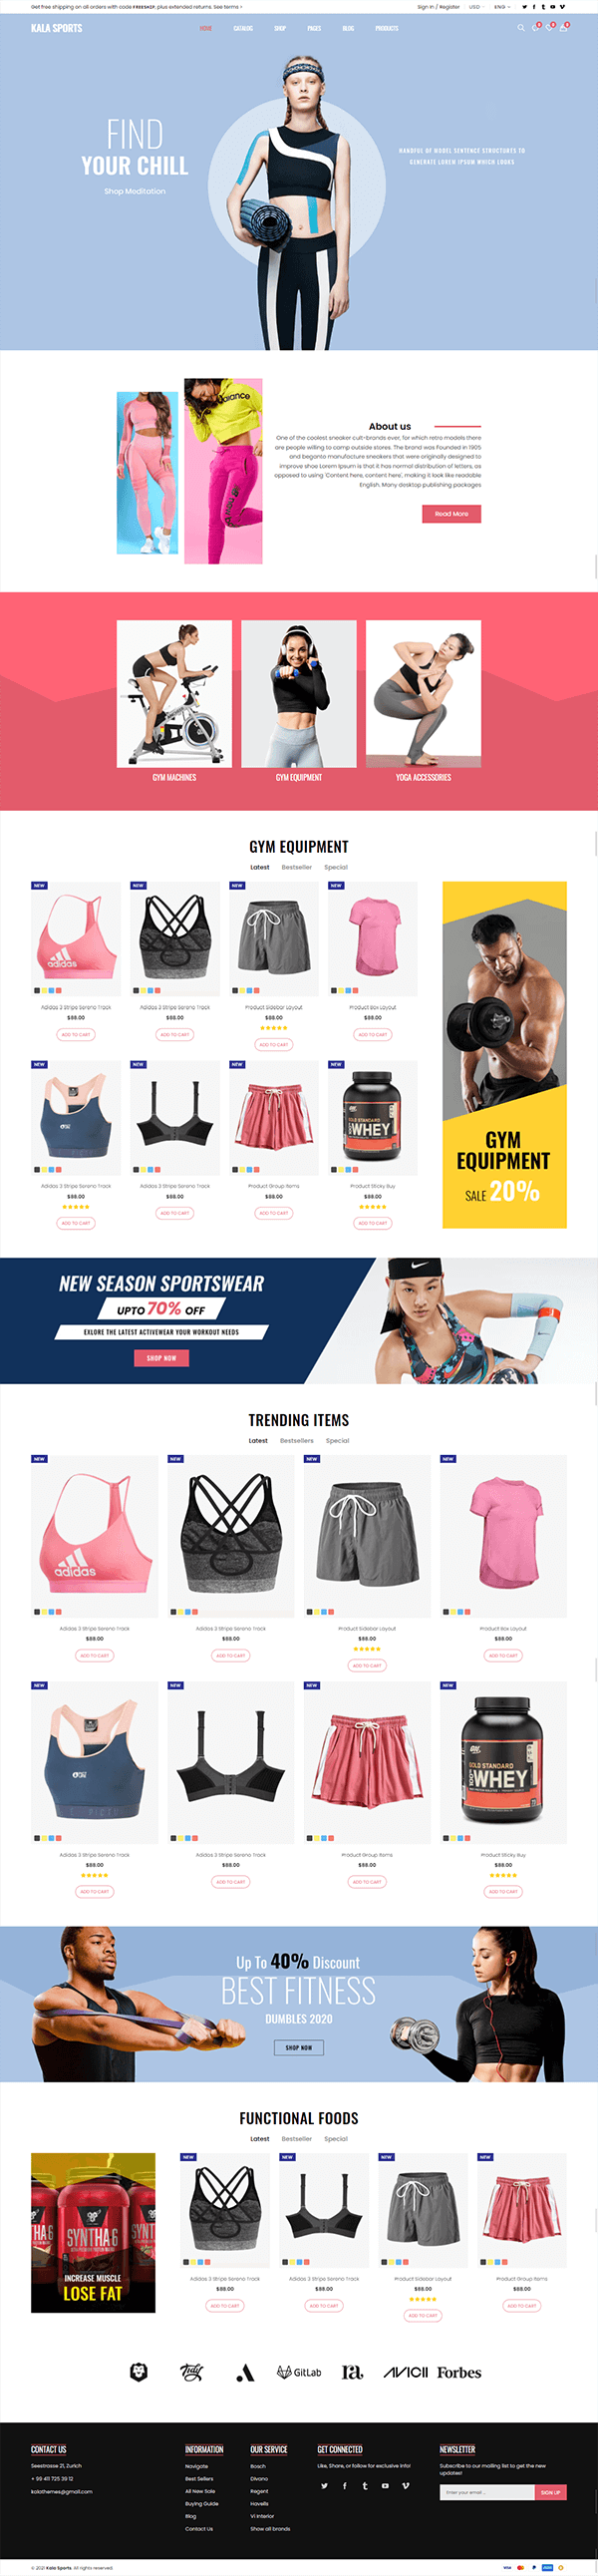 Get free shipping on all orders with code FREESHIP, plus extended returns. See terms >
Sign In / Register
USD
ENG
KALA SPORTS
HOME
CATALOG
SHOP
PAGES
BLOG
PRODUCTS
0
0
0
FIND
YOUR CHILL
Shop Meditation
HANDFUL OF MODEL SENTENCE STRUCTURES TO
GENERATE LOREM IPSUM WHICH LOOKS
About us
One of the coolest sneaker cult-brands ever, for which retro models there
are people willing to camp outside stores. The brand was Founded in 1905
and beganto manufacture sneakers that were originally designed to
improve shoe Lorem Ipsum is that it has normal distribution of letters, as
opposed to using 'Content here, content here', making it look like readable
English. Many desktop publishing packages
Read More
GYM MACHINES
GYM EQUIPMENT
YOGA ACCESSORIES
GYM EQUIPMENT
Latest
Bestseller
Special
NEW
NEW
NEW
NEW
adidas
Adidas 3 Stripe Sereno Track
Adidas 3 Stripe Sereno Track
Product Sidebar Layout
Product Box Layout
$88.00
$88.00
$88.00
$88.00
ADD TO CART
ADD TO CART
ADD TO CART
ADD TO CART
NEW
NEW
NEW
NEW
GOLD STANDARD
100% WHEY
Adidas 3 Stripe Sereno Track
Adidas 3 Stripe Sereno Track
Product Group Items
Product Sticky Buy
$88.00
$88.00
$88.00
$88.00
ADD TO CART
ADD TO CART
ADD TO CART
ADD TO CART
GYM
EQUIPMENT
SALE 20%
NEW SEASON SPORTSWEAR
UPTO 70% OFF
EXLORE THE LATEST ACTIVEWEAR YOUR WORKOUT NEEDS
SHOP NOW
TRENDING ITEMS
Latest
Bestsellers
Special
NEW
NEW
NEW
NEW
adidas
Adidas 3 Stripe Sereno Track
Adidas 3 Stripe Sereno Track
Product Sidebar Layout
Product Box Layout
$88.00
$88.00
$88.00
$88.00
ADD TO CART
ADD TO CART
ADD TO CART
ADD TO CART
NEW
NEW
NEW
NEW
GOLD STANDARD
100% WHEY
Adidas 3 Stripe Sereno Track
Adidas 3 Stripe Sereno Track
Product Group Items
Product Sticky Buy
$88.00
$88.00
$88.00
$88.00
ADD TO CART
ADD TO CART
ADD TO CART
ADD TO CART
Up To 40% Discount
BEST FITNESS
DUMBLES 2020
SHOP NOW
FUNCTIONAL FOODS
Latest
Bestseller
Special
SYNTHA 6
INCREASE MUSCLE
LOSE FAT
NEW
NEW
NEW
NEW
Adidas 3 Stripe Sereno Track
Adidas 3 Stripe Sereno Track
Product Sidebar Layout
Product Group Items
$88.00
$88.00
$88.00
$88.00
ADD TO CART
ADD TO CART
ADD TO CART
ADD TO CART
Tidy
GitLab
ra
AVICII
Forbes
CONTACT US
Seestrasse 21, Zurich
+ 99 411 725 39 12
kalathemes@gmail.com
INFORMATION
Navigate
Best Sellers
All New Sale
Buying Guide
Blog
Contact Us
OUR SERVICE
Bosch
Divano
Regent
Havells
Vi Interior
Show all brands
GET CONNECTED
Like, Share, or follow for exclusive info!
NEWSLETTER
Subscribe to our mailing list to get the new
updates!
Enter your email ...
SIGN UP
© 2021 Kala Sports. All rights reserved.
VISA